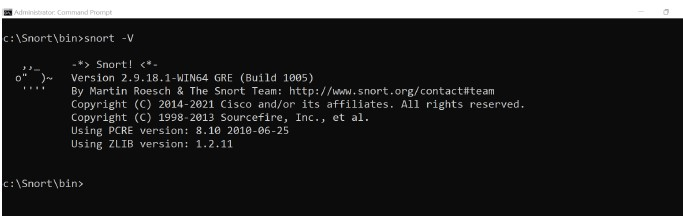 Administrator: Command Prompt
c:\Snort\bin>snort -V
,,_ -*> Snort! <*-
o" )~ Version 2.9.18.1-WIN64 GRE (Build 1005)
'''' By Martin Roesch & The Snort Team: http://www.snort.org/contact#team
Copyright (C) 2014-2021 Cisco and/or its affiliates. All rights reserved.
Copyright (C) 1998-2013 Sourcefire, Inc., et al.
Using PCRE version: 8.10 2010-06-25
Using ZLIB version: 1.2.11
c:\Snort\bin>